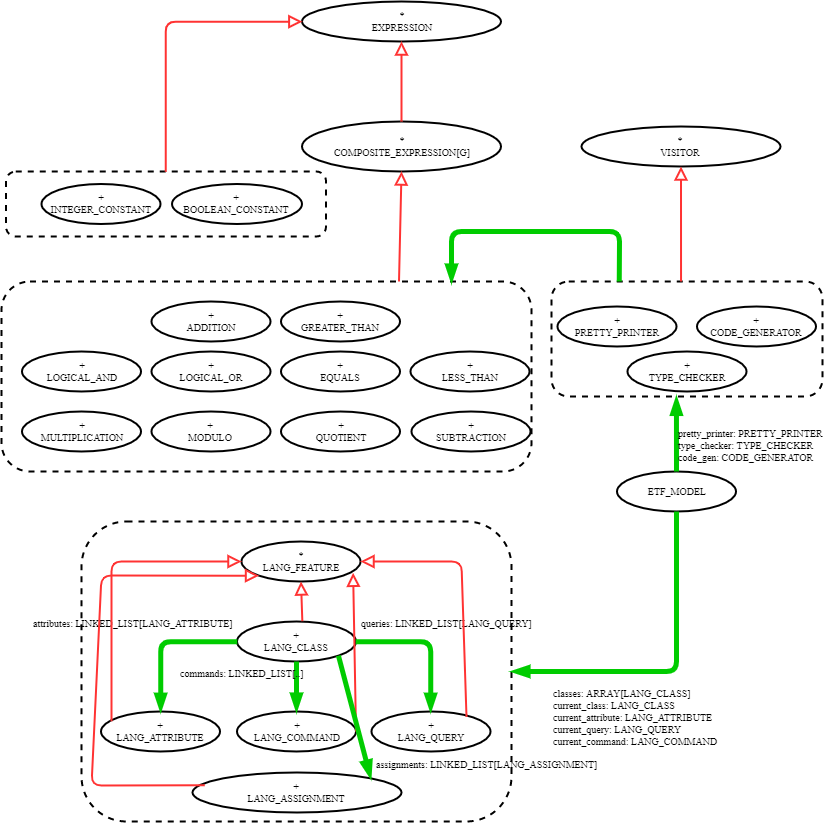 *
EXPRESSION
*
COMPOSITE_EXPRESSION[G]
*
VISITOR
+
INTEGER_CONSTANT
+
BOOLEAN_CONSTANT
+
ADDITION
+
GREATER_THAN
+
PRETTY_PRINTER
+
CODE_GENERATOR
+
LOGICAL_AND
+
LOGICAL_OR
+
EQUALS
+
LESS_THAN
+
TYPE_CHECKER
+
MULTIPLICATION
+
MODULO
+
QUOTIENT
+
SUBTRACTION
pretty_printer: PRETTY_PRINTER
type_checker: TYPE_CHECKER
code_gen: CODE_GENERATOR
ETF_MODEL
*
LANG_FEATURE
attributes: LINKED_LIST[LANG_ATTRIBUTE]
queries: LINKED_LIST[LANG_QUERY]
+
LANG_CLASS
commands: LINKED_LIST[..]
+
LANG_ATTRIBUTE
+
LANG_COMMAND
+
LANG_QUERY
classes: ARRAY[LANG_CLASS]
current_class: LANG_CLASS
current_attribute: LANG_ATTRIBUTE
current_query: LANG_QUERY
current_command: LANG_COMMAND
assignments: LINKED_LIST[LANG_ASSIGNMENT]
+
LANG_ASSIGNMENT